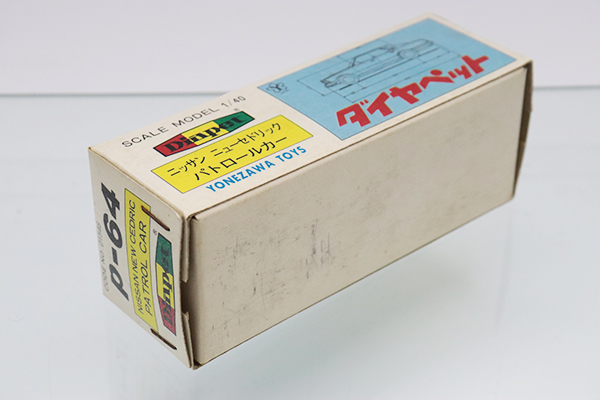 SCALE MODEL 1/40
Diapet
ニッサン ニューセドリック
パトロールカー
YONEZAWA TOYS
ダイヤペット
P-64
NISSAN NEW CEDRIC
PATROL CAR
Diapet